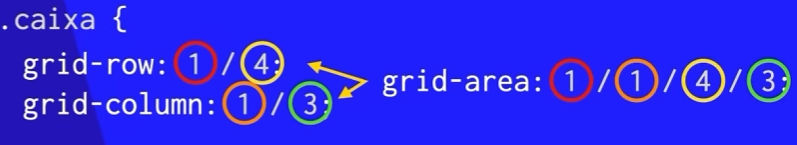 .caixa {
grid-row: 1 / 4;
grid-column: 1 / 3;
grid-area: 1 / 1 / 4 / 3;